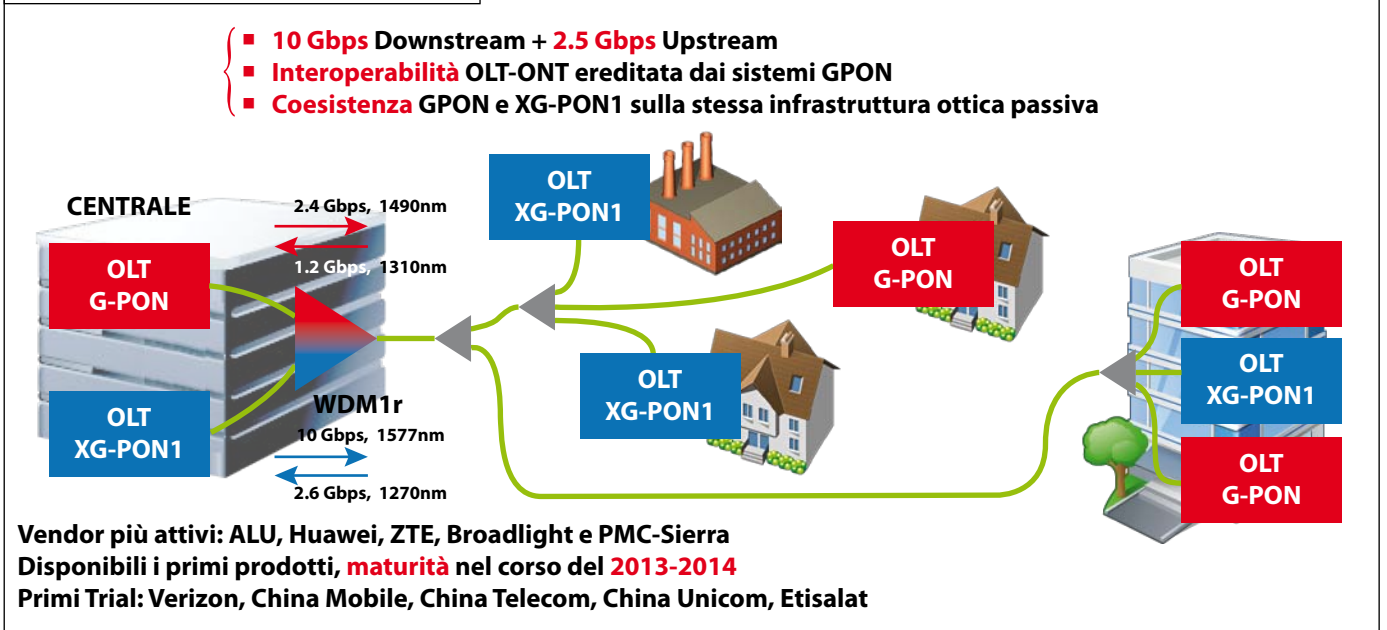 10 Gbps Downstream + 2.5 Gbps Upstream
Interoperabilità OLT-ONT ereditata dai sistemi GPON
Coesistenza GPON e XG-PON1 sulla stessa infrastruttura ottica passiva
CENTRALE
2.4 Gbps, 1490nm
1.2 Gbps, 1310nm
OLT
G-PON
OLT
XG-PON1
WDM1r
10 Gbps, 1577nm
2.6 Gbps, 1270nm
OLT
XG-PON1
OLT
G-PON
OLT
XG-PON1
OLT
G-PON
OLT
XG-PON1
OLT
G-PON
Vendor più attivi: ALU, Huawei, ZTE, Broadlight e PMC-Sierra
Disponibili i primi prodotti, maturità nel corso del 2013-2014
Primi Trial: Verizon, China Mobile, China Telecom, China Unicom, Etisalat